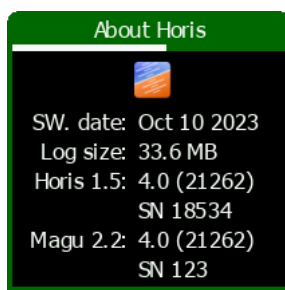 About Horis
SW. date: Oct 10 2023
Log size: 33.6 MB
Horis 1.5: 4.0 (21262)
SN 18534
Magu 2.2: 4.0 (21262)
SN 123